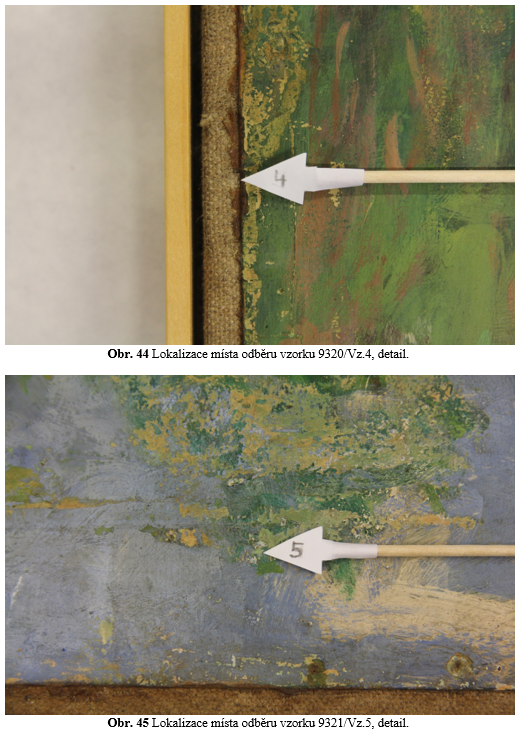 4
Obr. 44 Lokalizace místa odběru vzorku 9320/Vz.4, detail.
5
Obr. 45 Lokalizace místa odběru vzorku 9321/Vz.5, detail.